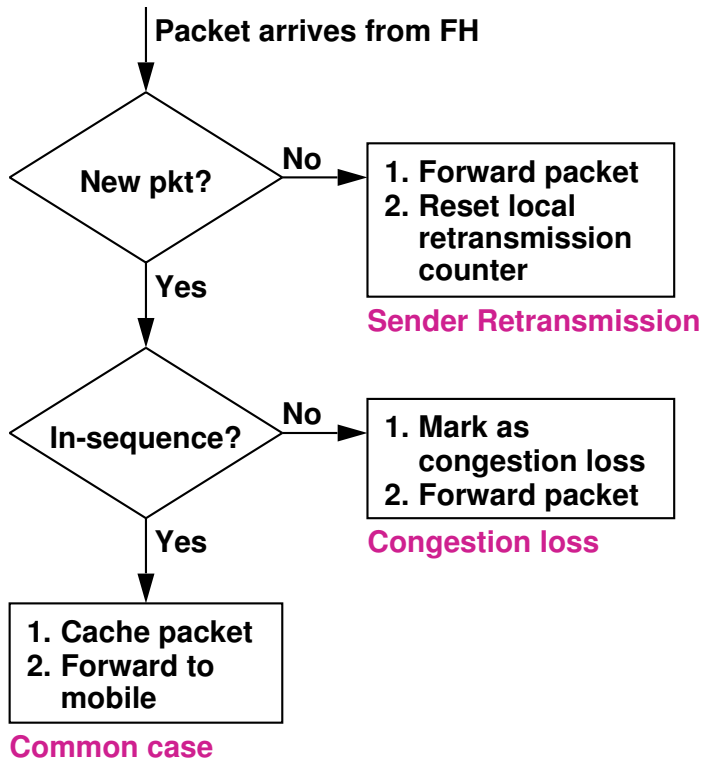 Packet arrives from FH
New pkt?
No
1. Forward packet
2. Reset local
retransmission
counter
Sender Retransmission
Yes
In-sequence?
No
1. Mark as
congestion loss
2. Forward packet
Congestion loss
Yes
1. Cache packet
2. Forward to
mobile
Common case